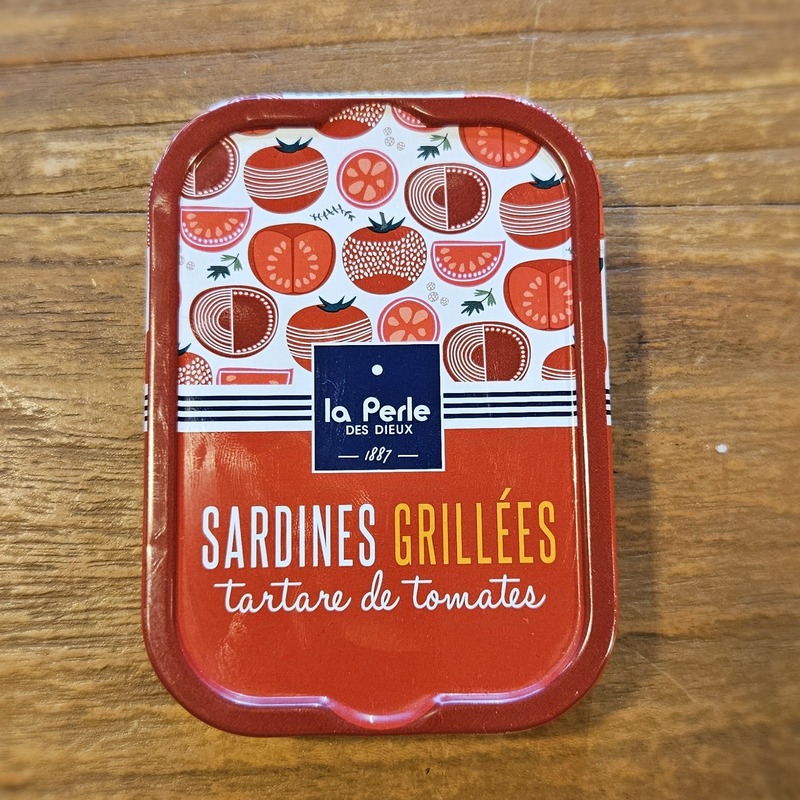 la Perle
DES DIEUX
1887
SARDINES GRILLÉES
tartare de tomates